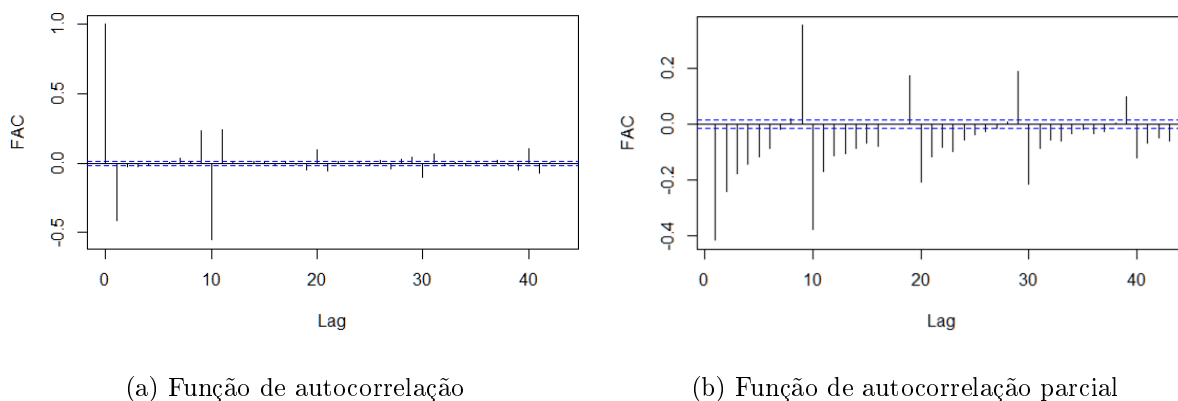 FAC
1.0
0.5
0.0
-0.5
0 10 20 30 40
Lag
FAC
0.2
0.0
-0.2
-0.4
0 10 20 30 40
Lag
(a) Função de autocorrelação
(b) Função de autocorrelação parcial